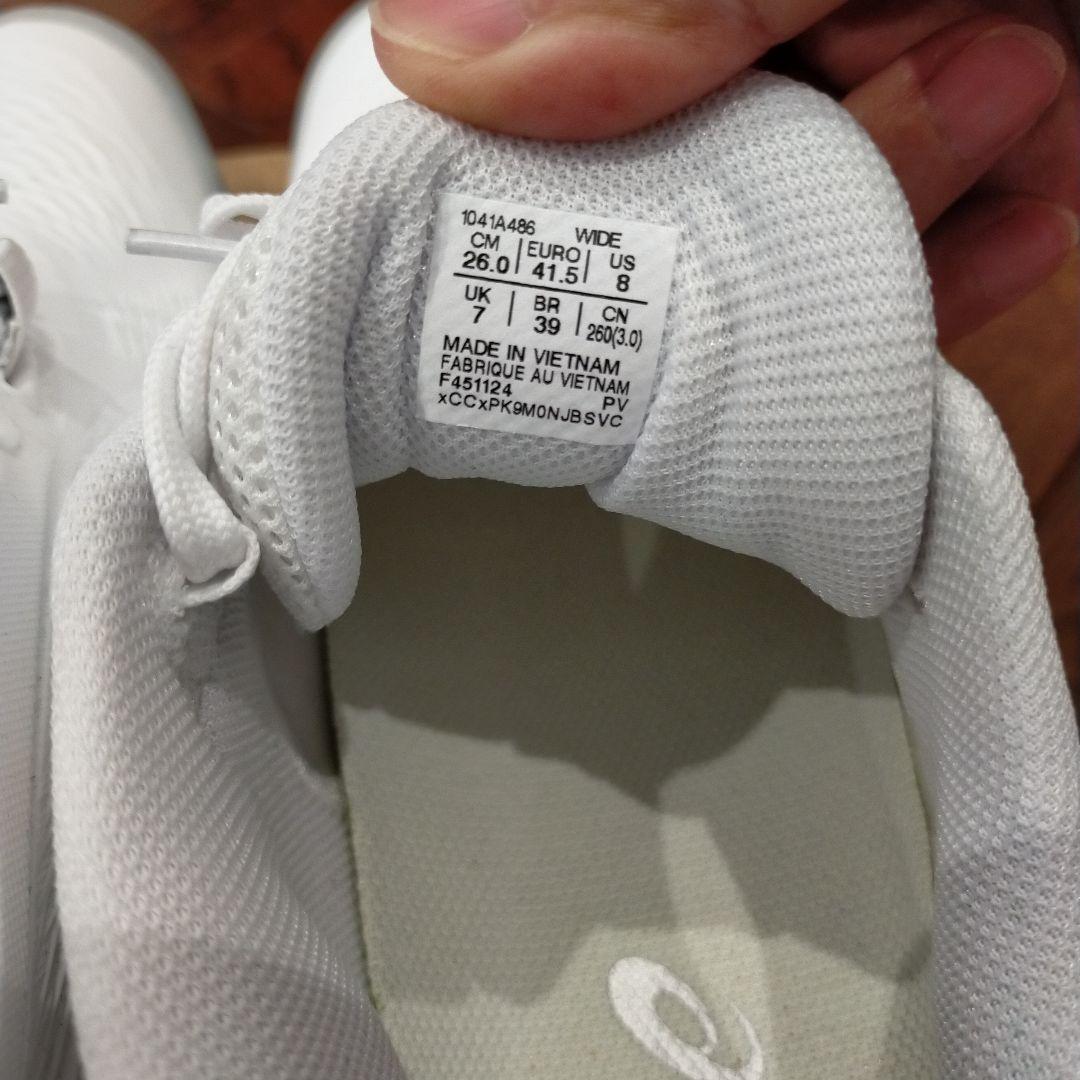 1041A486 WIDE
CM EURO US
26.0 41.5 8
UK BR CN
7 39 260(3.0)
MADE IN VIETNAM
FABRIQUE AU VIETNAM
F451124 PV
xCCxPK9M0NJBSVC